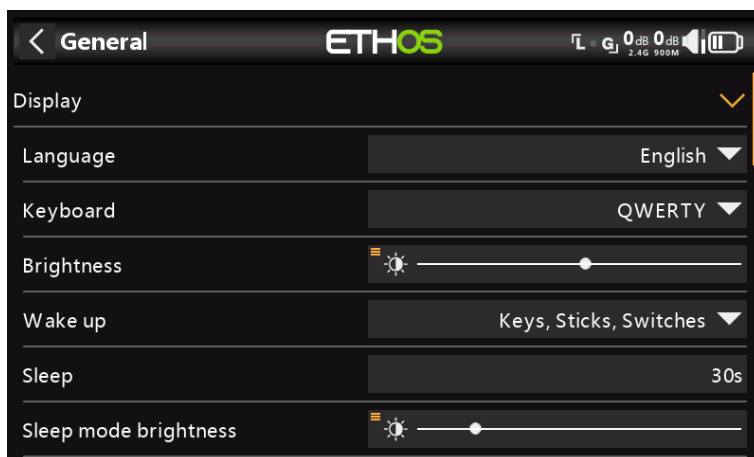 General
ETHOS
L G 0dB 0dB
2.4G 900M
Display
Language English
Keyboard QWERTY
Brightness
Wake up Keys, Sticks, Switches
Sleep 30s
Sleep mode brightness